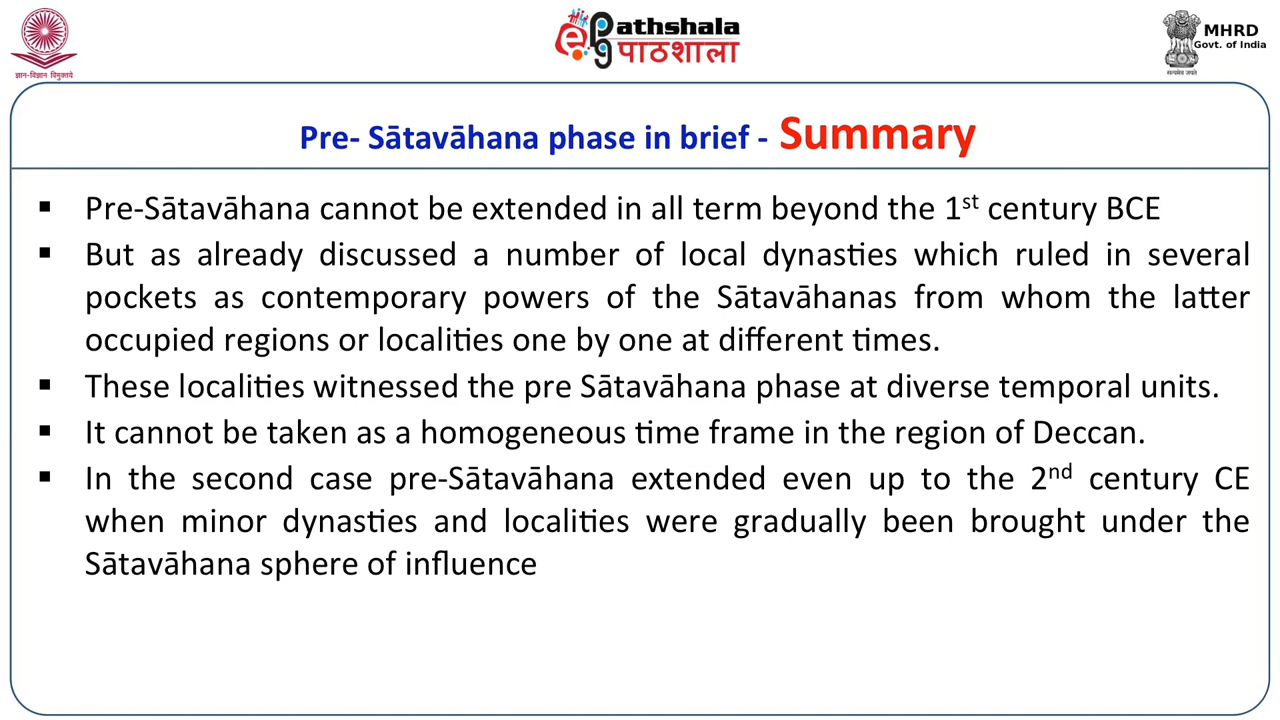 ज्ञान-विज्ञान विमुक्तये
ePg Pathshala
पाठशाला
MHRD
Govt. of India
सत्यमेव जयते
Pre- Sātavāhana phase in brief - Summary
▪ Pre-Sātavāhana cannot be extended in all term beyond the 1st century BCE
▪ But as already discussed a number of local dynasties which ruled in several
pockets as contemporary powers of the Sātavāhanas from whom the latter
occupied regions or localities one by one at different times.
▪ These localities witnessed the pre Sātavāhana phase at diverse temporal units.
▪ It cannot be taken as a homogeneous time frame in the region of Deccan.
▪ In the second case pre-Sātavāhana extended even up to the 2nd century CE
when minor dynasties and localities were gradually been brought under the
Sātavāhana sphere of influence